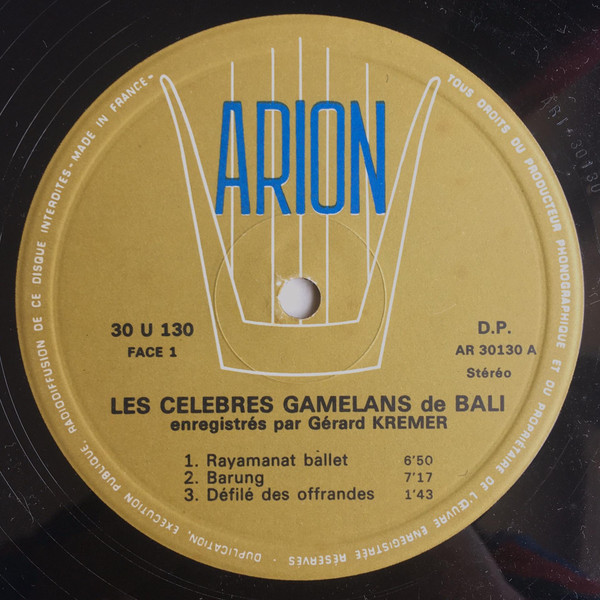 ARION
30 U 130
FACE 1
D.P.
AR 30130 A
Stéréo
LES CELEBRES GAMELANS de BALI
enregistrés par Gérard KREMER
1. Rayamanat ballet 6'50
2. Barung 7'17
3. Défilé des offrandes 1'43
TOUS DROITS DU PRODUCTEUR PHONOGRAPHIQUE ET DU PROPRIÉTAIRE DE L'ŒUVRE ENREGISTRÉE RÉSERVÉS · DUPLICATION, EXÉCUTION PUBLIQUE, RADIODIFFUSION DE CE DISQUE INTERDITES - MADE IN FRANCE -